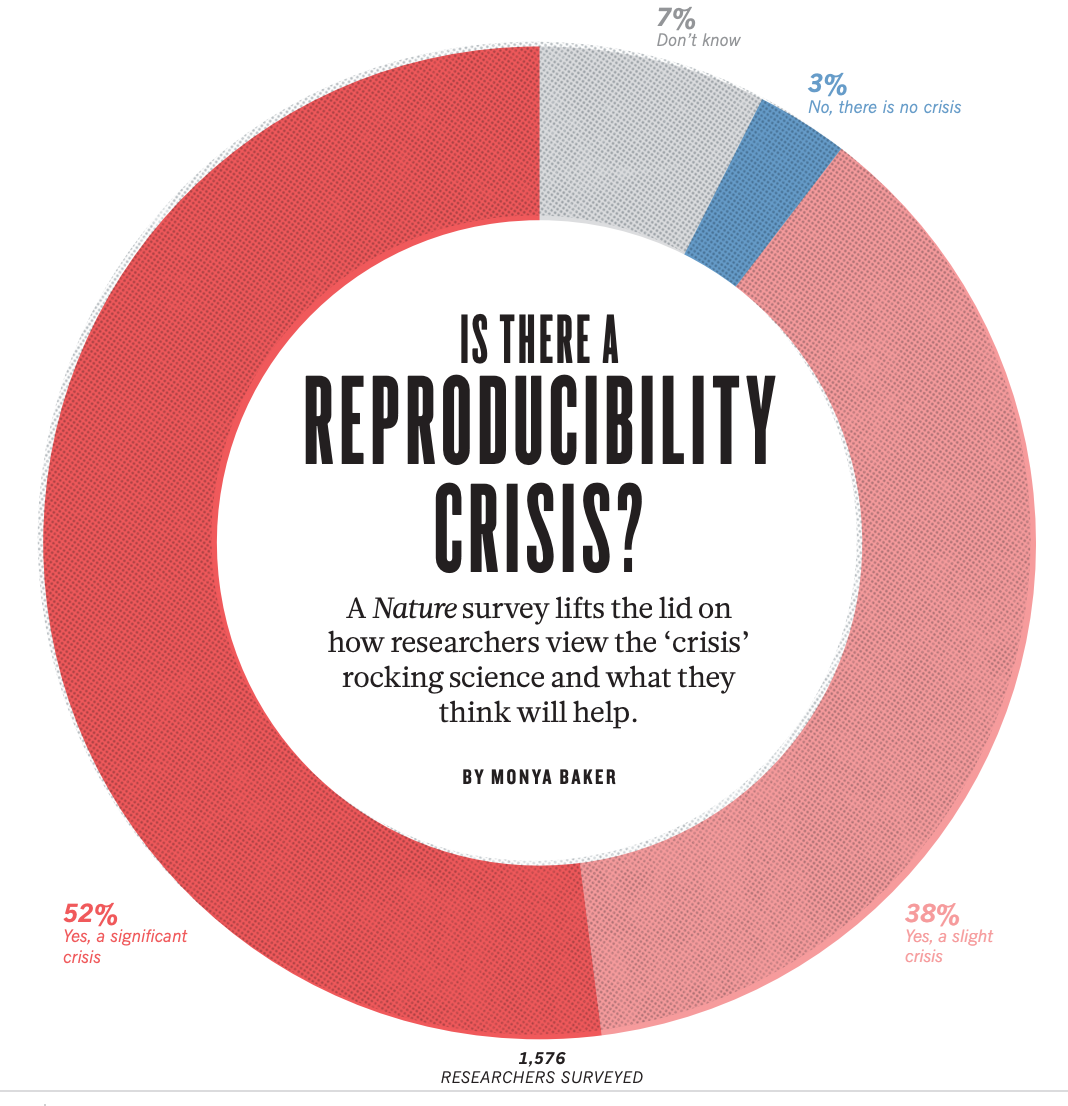 7%
Don’t know
3%
No, there is no crisis
IS THERE A
REPRODUCIBILITY
CRISIS?
A Nature survey lifts the lid on
how researchers view the ‘crisis’
rocking science and what they
think will help.
BY MONYA BAKER
52%
Yes, a significant
crisis
38%
Yes, a slight
crisis
1,576
RESEARCHERS SURVEYED